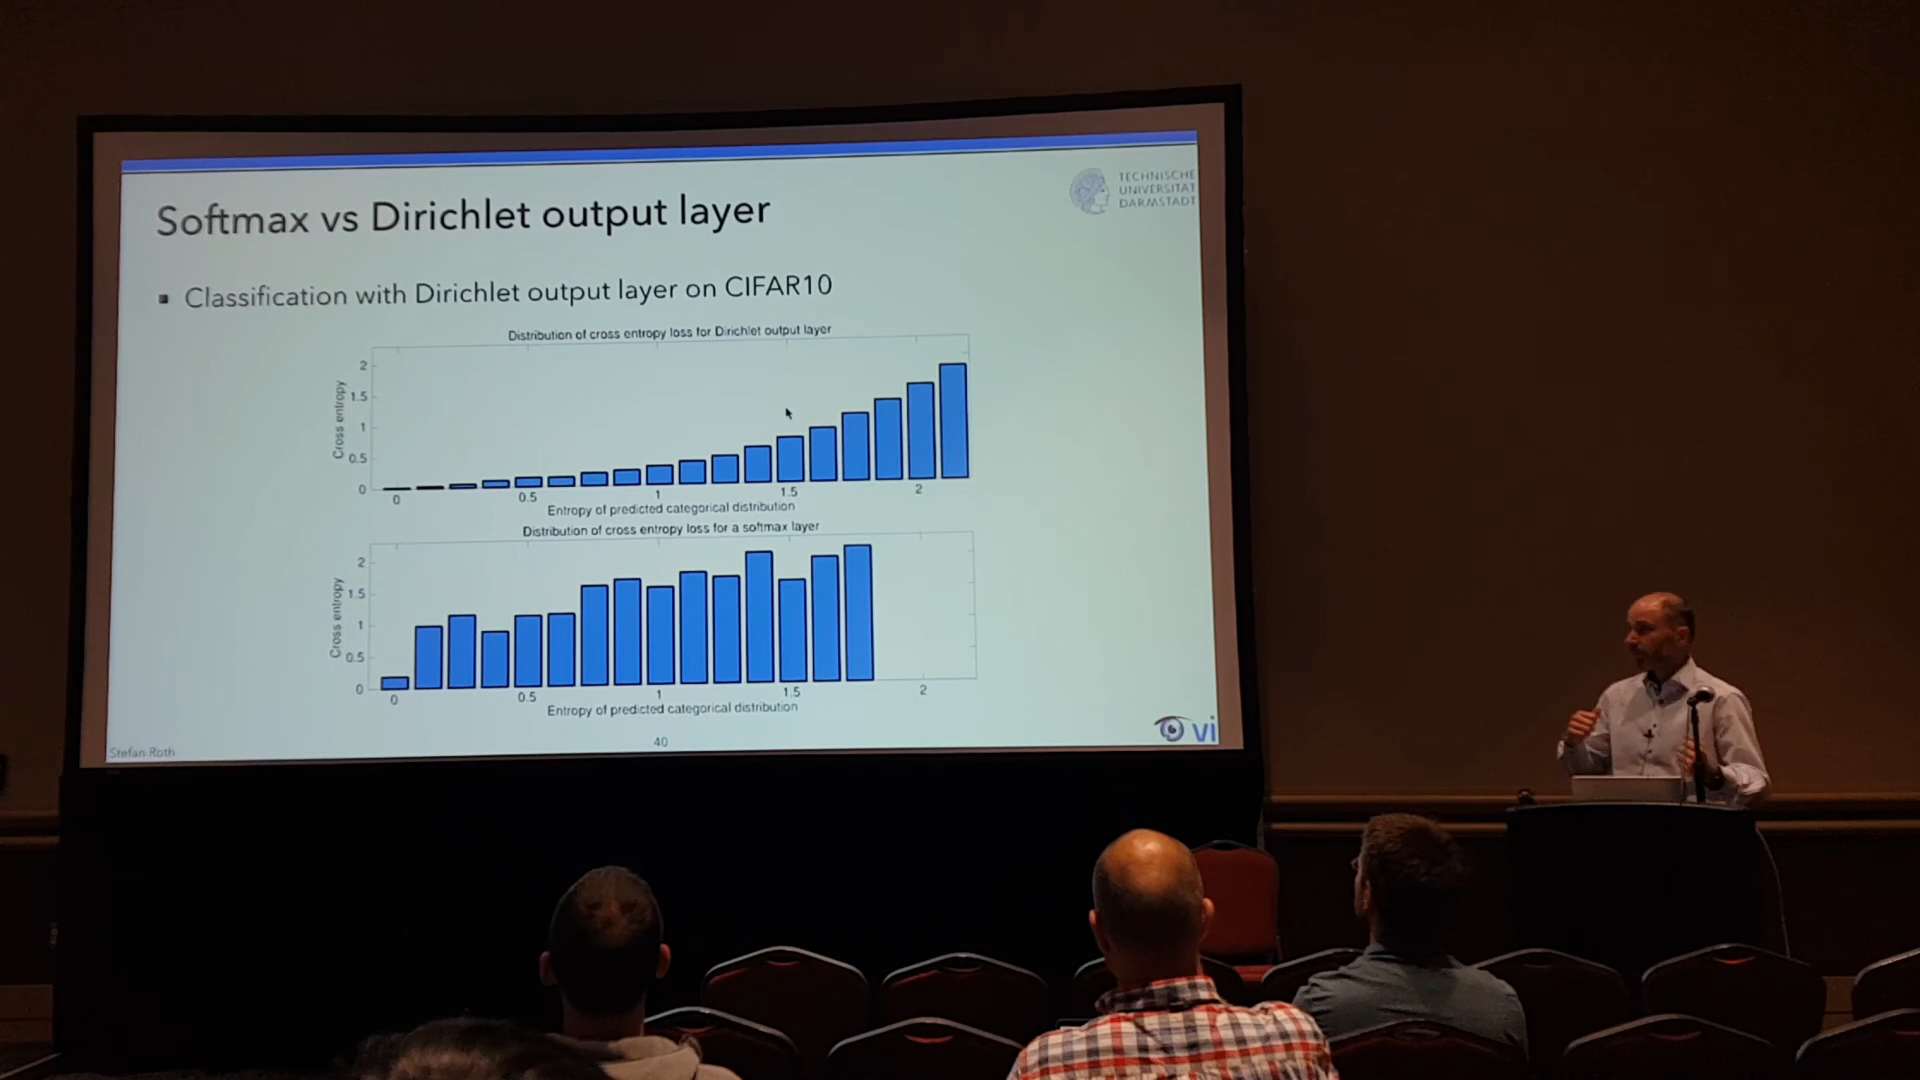 TECHNISCHE
UNIVERSITÄT
DARMSTADT
Softmax vs Dirichlet output layer
Classification with Dirichlet output layer on CIFAR10
Distribution of cross entropy loss for Dirichlet output layer
Cross entropy
2
1.5
1
0.5
0
0 0.5 1 1.5 2
Entropy of predicted categorical distribution
Distribution of cross entropy loss for a softmax layer
Cross entropy
2
1.5
1
0.5
0
0 0.5 1 1.5 2
Entropy of predicted categorical distribution
vi
Stefan Roth
40